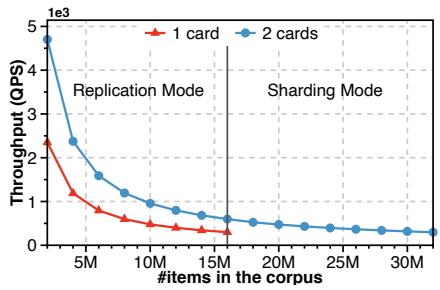 1e3
1 card
2 cards
5
4
3
2
1
0
Throughput (QPS)
Replication Mode
Sharding Mode
5M 10M 15M 20M 25M 30M
#items in the corpus